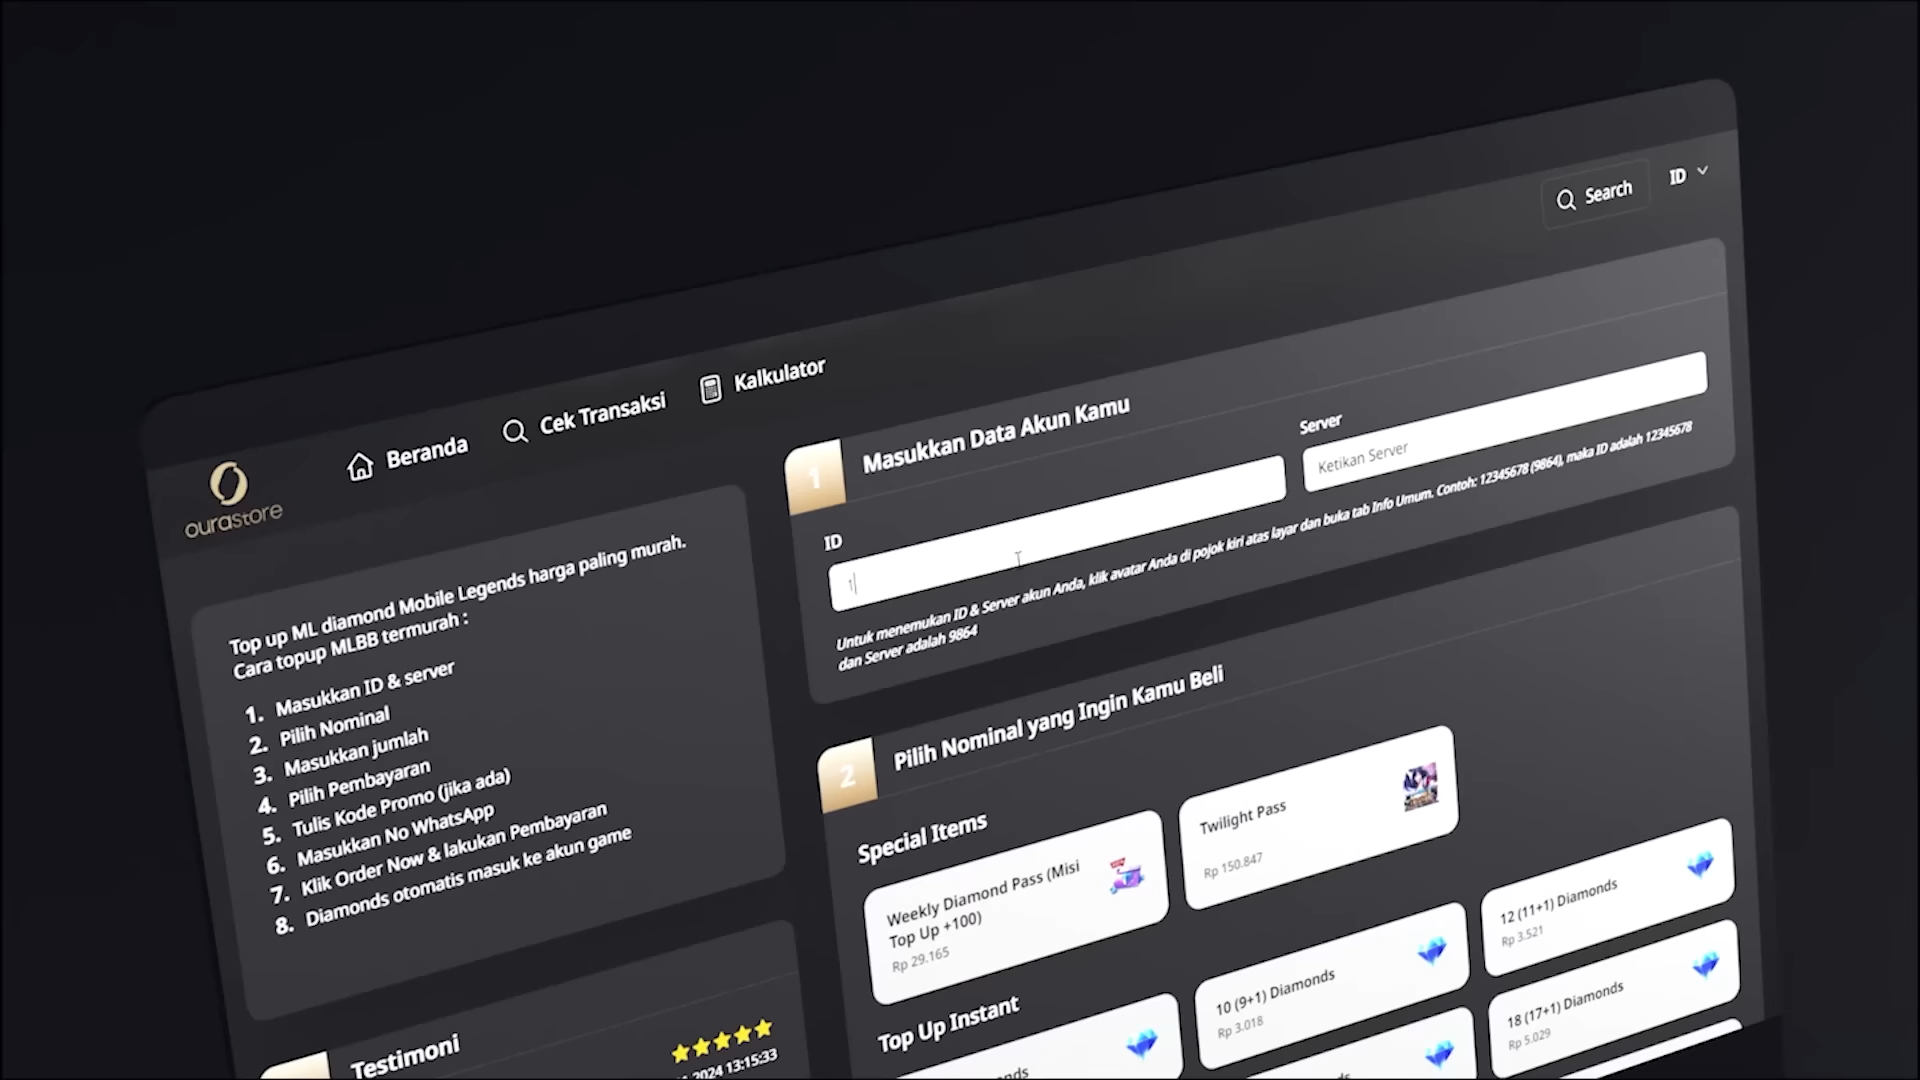 Search
ID
ourastore
Beranda
Cek Transaksi
Kalkulator
Top up ML diamond Mobile Legends harga paling murah.
Cara topup MLBB termurah :
1. Masukkan ID & server
2. Pilih Nominal
3. Masukkan jumlah
4. Pilih Pembayaran
5. Tulis Kode Promo (jika ada)
6. Masukkan No WhatsApp
7. Klik Order Now & lakukan Pembayaran
8. Diamonds otomatis masuk ke akun game
Testimoni
2024 13:15:33
1
Masukkan Data Akun Kamu
ID
1
Server
Ketikan Server
Untuk menemukan ID & Server akun Anda, klik avatar Anda di pojok kiri atas layar dan buka tab Info Umum. Contoh: 12345678 (9864), maka ID adalah 12345678
dan Server adalah 9864
2
Pilih Nominal yang Ingin Kamu Beli
Special Items
Weekly Diamond Pass (Misi
Top Up +100)
Rp 29.165
Twilight Pass
Rp 150.847
Top Up Instant
10 (9+1) Diamonds
Rp 3.018
12 (11+1) Diamonds
Rp 3.521
18 (17+1) Diamonds
Rp 5.029